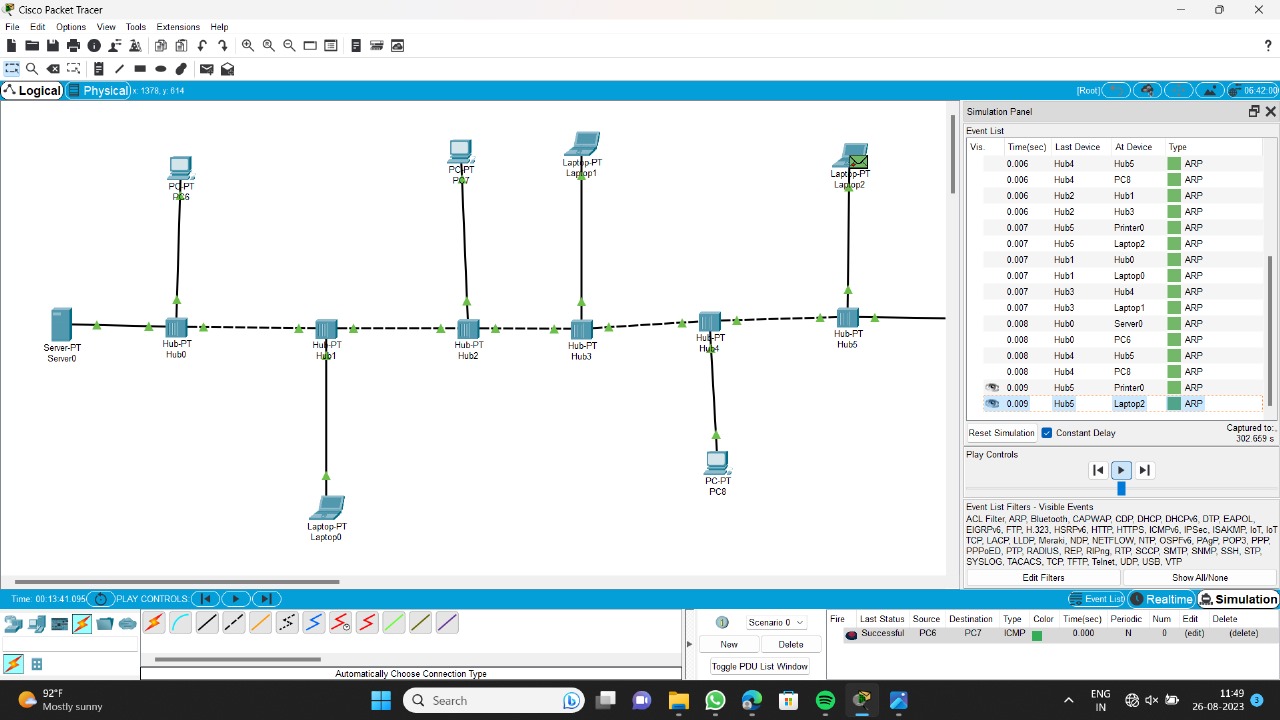 Cisco Packet Tracer
File Edit Options View Tools Extensions Help
Logical Physical x: 1378, y: 614 [Root] 06:42:00
Simulation Panel
Event List
Vis. Time(sec) Last Device At Device Type
0.006 Hub4 Hub5 ARP
0.006 Hub4 PC8 ARP
0.006 Hub2 Hub1 ARP
0.006 Hub2 Hub3 ARP
0.007 Hub5 Printer0 ARP
0.007 Hub5 Laptop2 ARP
0.007 Hub1 Hub0 ARP
0.007 Hub1 Laptop0 ARP
0.007 Hub3 Hub4 ARP
0.007 Hub3 Laptop1 ARP
0.008 Hub0 Server0 ARP
0.008 Hub0 PC6 ARP
0.008 Hub4 Hub5 ARP
0.008 Hub4 PC8 ARP
0.009 Hub5 Printer0 ARP
0.009 Hub5 Laptop2 ARP
Reset Simulation Constant Delay Captured to:
302.659 s
Play Controls
Event List Filters - Visible Events
ACL Filter, ARP, Bluetooth, CAPWAP, CDP, DHCP, DHCPv6, DTP, EAPOL,
EIGRPv6, FTP, H.323, HSRPv6, HTTP, HTTPS, ICMPv6, IPSec, ISAKMP, IoT, IoT
TCP, LACP, LLDP, Meraki, NDP, NETFLOW, NTP, OSPFv6, PAgP, POP3, PPP,
PPPoED, PTP, RADIUS, REP, RIPng, RTP, SCCP, SMTP, SNMP, SSH, STP,
SYSLOG, TACACS, TCP, TFTP, Telnet, UDP, USB, VTP
Edit Filters Show All/None
PC-PT
PC6
PC-PT
PC7
Laptop-PT
Laptop1
Laptop-PT
Laptop2
Server-PT
Server0
Hub-PT
Hub0
Hub-PT
Hub1
Hub-PT
Hub2
Hub-PT
Hub3
Hub-PT
Hub4
Hub-PT
Hub5
PC-PT
PC8
Laptop-PT
Laptop0
Time: 00:13:41.095 PLAY CONTROLS: Event List Realtime Simulation
Scenario 0
New Delete
Toggle PDU List Window
Fire Last Status Source Destination Type Color Time(sec) Periodic Num Edit Delete
Successful PC6 PC7 ICMP 0.000 N 0 (edit) (delete)
Automatically Choose Connection Type
92°F
Mostly sunny
Search
ENG
IN
11:49
26-08-2023
3